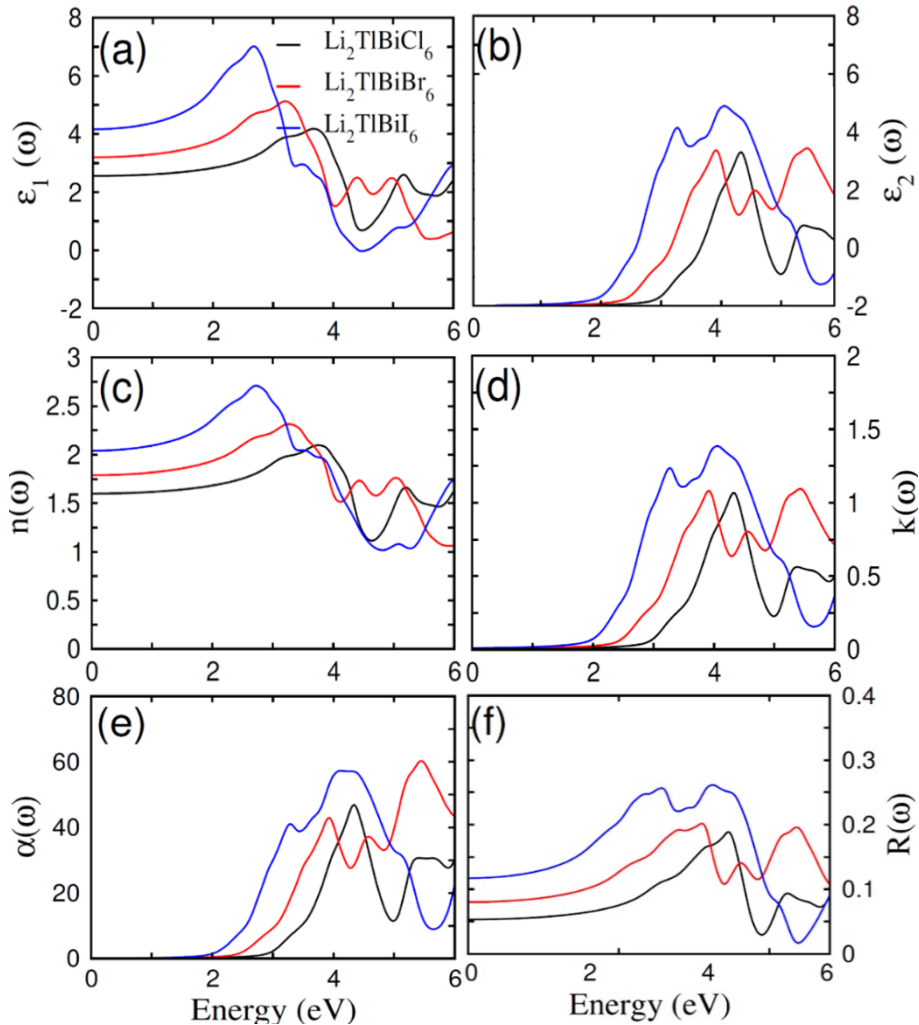 (a)
Li₂TlBiCl₆
Li₂TlBiBr₆
Li₂TlBiI₆
8
6
4
2
0
-2
ε₁ (ω)
0 2 4 6
(b)
8
6
4
2
0
-2
ε₂ (ω)
0 2 4 6
(c)
3
2.5
2
1.5
1
0.5
0
n(ω)
0 2 4 6
(d)
2
1.5
1
0.5
0
k(ω)
0 2 4 6
(e)
80
60
40
20
0
α(ω)
0 2 4 6
Energy (eV)
(f)
0.4
0.3
0.2
0.1
0
R(ω)
0 2 4 6
Energy (eV)